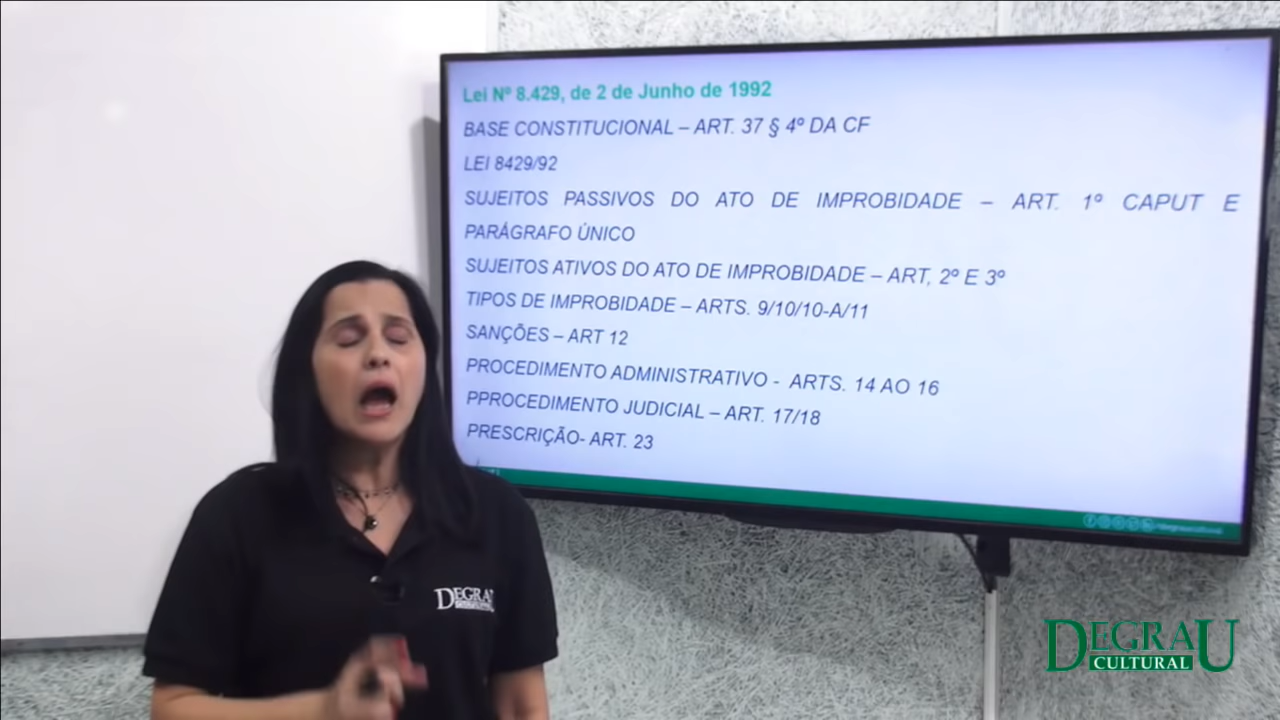 Lei Nº 8.429, de 2 de Junho de 1992
BASE CONSTITUCIONAL – ART. 37 § 4º DA CF
LEI 8429/92
SUJEITOS PASSIVOS DO ATO DE IMPROBIDADE – ART. 1º CAPUT E
PARÁGRAFO ÚNICO
SUJEITOS ATIVOS DO ATO DE IMPROBIDADE – ART, 2º E 3º
TIPOS DE IMPROBIDADE – ARTS. 9/10/10-A/11
SANÇÕES – ART 12
PROCEDIMENTO ADMINISTRATIVO - ARTS. 14 AO 16
PPROCEDIMENTO JUDICIAL – ART. 17/18
PRESCRIÇÃO- ART. 23
DEGRAU
DEGRAU
CULTURAL